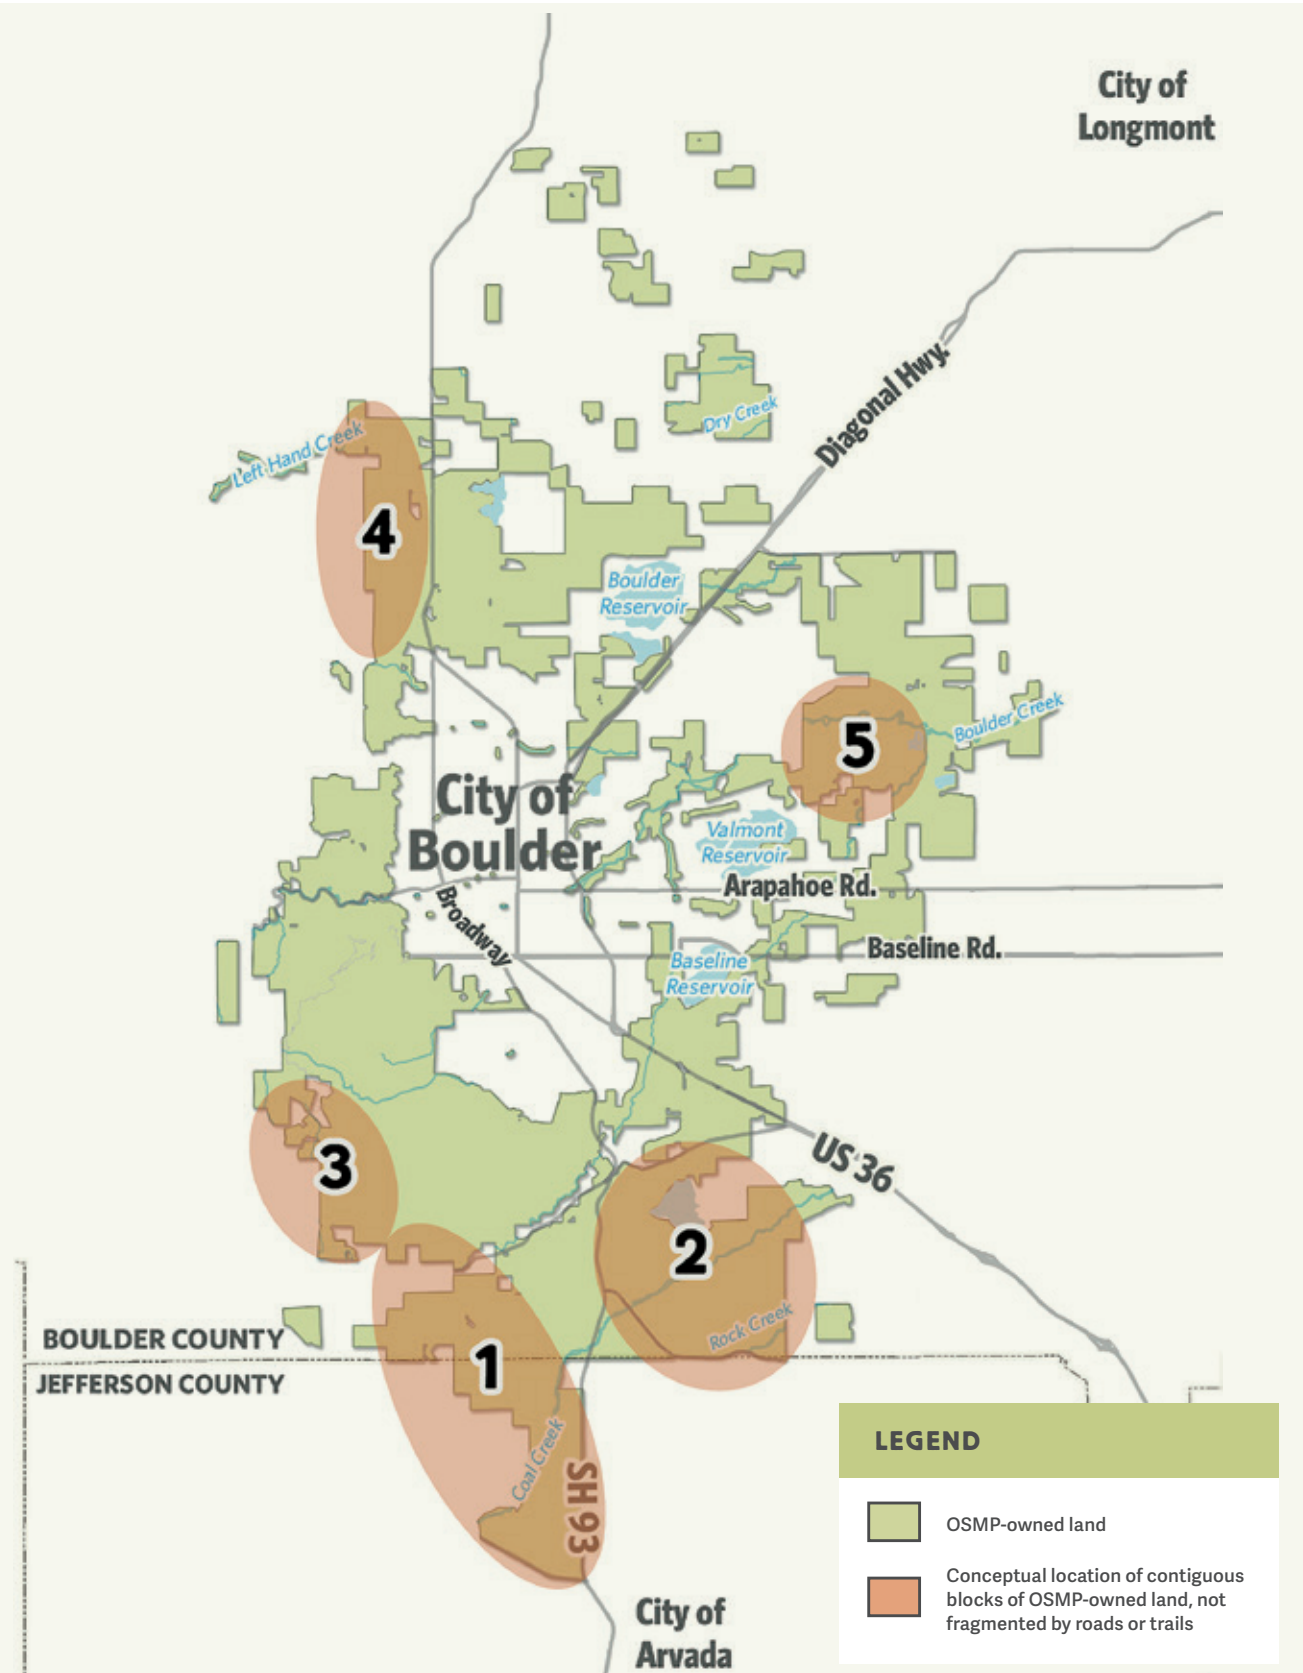 City of
Longmont
Diagonal Hwy.
Dry Creek
Left Hand Creek
4
Boulder
Reservoir
5
Boulder Creek
City of
Boulder
Valmont
Reservoir
Arapahoe Rd.
Broadway
Baseline Rd.
Baseline
Reservoir
3
US 36
2
Rock Creek
BOULDER COUNTY
JEFFERSON COUNTY
1
Coal Creek
SH 93
City of
Arvada
LEGEND
OSMP-owned land
Conceptual location of contiguous
blocks of OSMP-owned land, not
fragmented by roads or trails